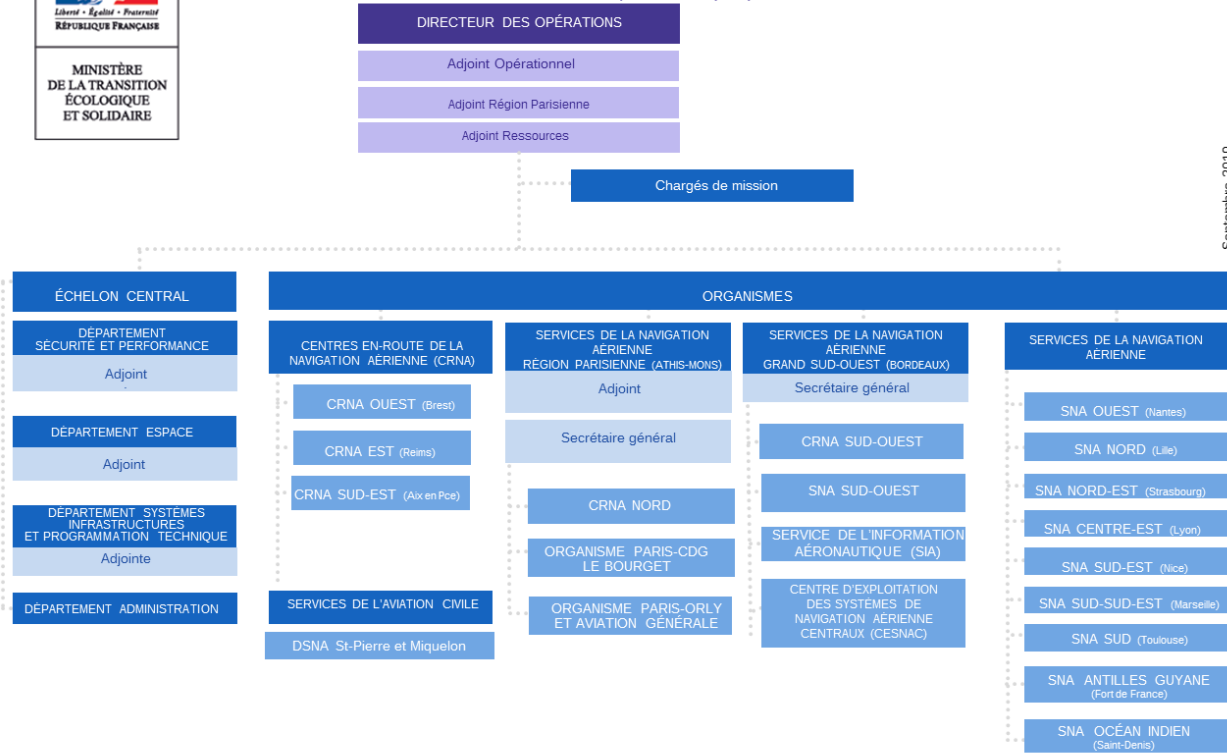 Liberté • Égalité • Fraternité
RÉPUBLIQUE FRANÇAISE
MINISTÈRE
DE LA TRANSITION
ÉCOLOGIQUE
ET SOLIDAIRE
DIRECTEUR DES OPÉRATIONS
Adjoint Opérationnel
Adjoint Région Parisienne
Adjoint Ressources
Chargés de mission
ÉCHELON CENTRAL
DÉPARTEMENT
SÉCURITÉ ET PERFORMANCE
Adjoint
DÉPARTEMENT ESPACE
Adjoint
DÉPARTEMENT SYSTÈMES
INFRASTRUCTURES
ET PROGRAMMATION TECHNIQUE
Adjointe
DÉPARTEMENT ADMINISTRATION
ORGANISMES
CENTRES EN-ROUTE DE LA
NAVIGATION AÉRIENNE (CRNA)
CRNA OUEST (Brest)
CRNA EST (Reims)
CRNA SUD-EST (Aix en Pce)
SERVICES DE L'AVIATION CIVILE
DSNA St-Pierre et Miquelon
SERVICES DE LA NAVIGATION
AÉRIENNE
RÉGION PARISIENNE (ATHIS-MONS)
Adjoint
Secrétaire général
CRNA NORD
ORGANISME PARIS-CDG
LE BOURGET
ORGANISME PARIS-ORLY
ET AVIATION GÉNÉRALE
SERVICES DE LA NAVIGATION
AÉRIENNE
GRAND SUD-OUEST (BORDEAUX)
Secrétaire général
CRNA SUD-OUEST
SNA SUD-OUEST
SERVICE DE L'INFORMATION
AÉRONAUTIQUE (SIA)
CENTRE D'EXPLOITATION
DES SYSTÈMES DE
NAVIGATION AÉRIENNE
CENTRAUX (CESNAC)
SERVICES DE LA NAVIGATION
AÉRIENNE
SNA OUEST (Nantes)
SNA NORD (Lille)
SNA NORD-EST (Strasbourg)
SNA CENTRE-EST (Lyon)
SNA SUD-EST (Nice)
SNA SUD-SUD-EST (Marseille)
SNA SUD (Toulouse)
SNA ANTILLES GUYANE
(Fort de France)
SNA OCÉAN INDIEN
(Saint-Denis)
Septembre 2019